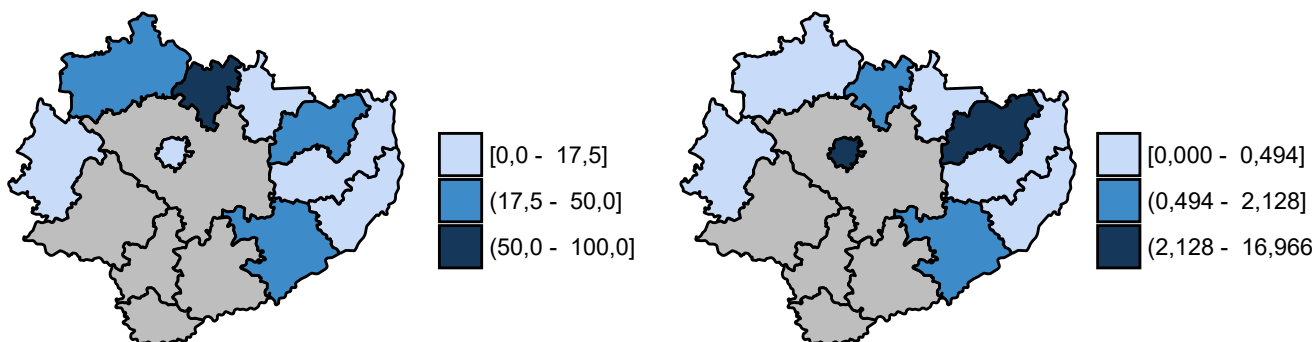 [0,0 - 17,5]
(17,5 - 50,0]
(50,0 - 100,0]
[0,000 - 0,494]
(0,494 - 2,128]
(2,128 - 16,966